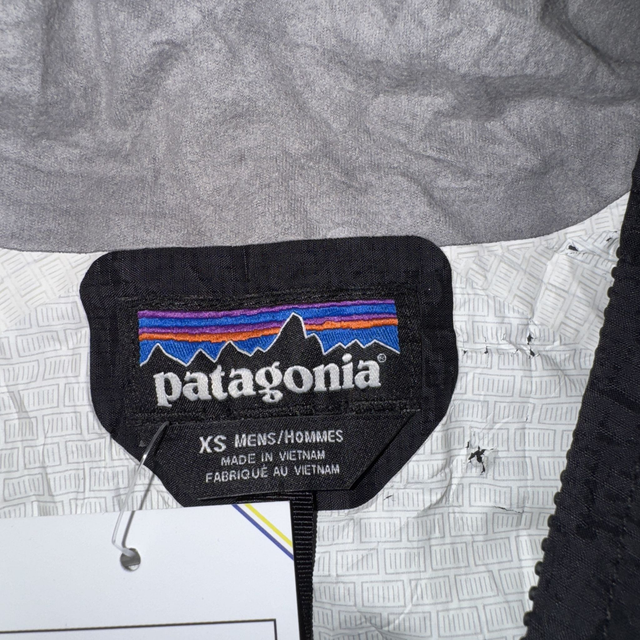 patagonia®
XS MENS/HOMMES
MADE IN VIETNAM
FABRIQUÉ AU VIETNAM